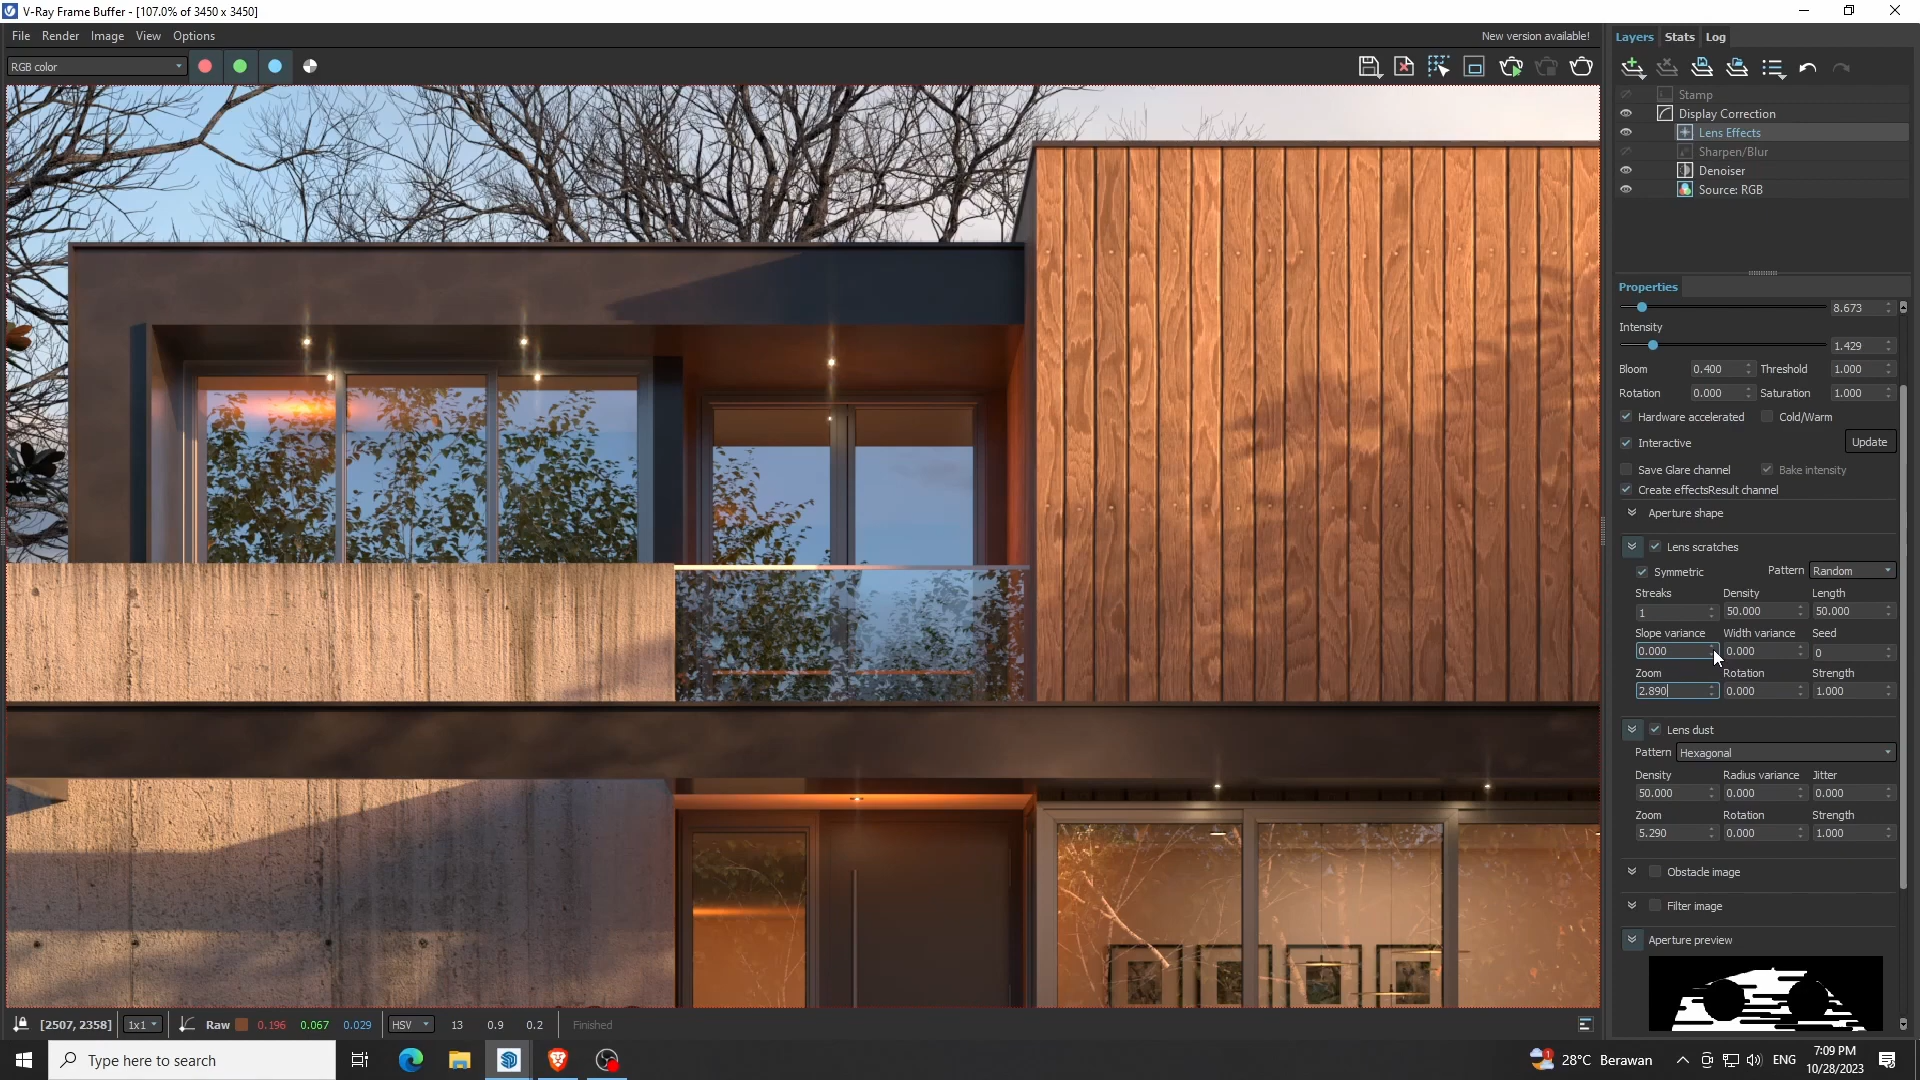 V-Ray Frame Buffer - [107.0% of 3450 x 3450]
File Render Image View Options
New version available!
RGB color
Layers Stats Log
Stamp
Display Correction
Lens Effects
Sharpen/Blur
Denoiser
Source: RGB
Properties
8.673
Intensity
1.429
Bloom 0.400 Threshold 1.000
Rotation 0.000 Saturation 1.000
Hardware accelerated Cold/Warm
Interactive Update
Save Glare channel Bake intensity
Create effectsResult channel
Aperture shape
Lens scratches
Symmetric Pattern Random
Streaks Density Length
1 50.000 50.000
Slope variance Width variance Seed
0.000 0.000 0
Zoom Rotation Strength
2.890 0.000 1.000
Lens dust
Pattern Hexagonal
Density Radius variance Jitter
50.000 0.000 0.000
Zoom Rotation Strength
5.290 0.000 1.000
Obstacle image
Filter image
Aperture preview
[2507, 2358] 1x1 Raw 0.196 0.067 0.029 HSV 13 0.9 0.2 Finished
Type here to search
1
28°C Berawan
ENG
7:09 PM
10/28/2023